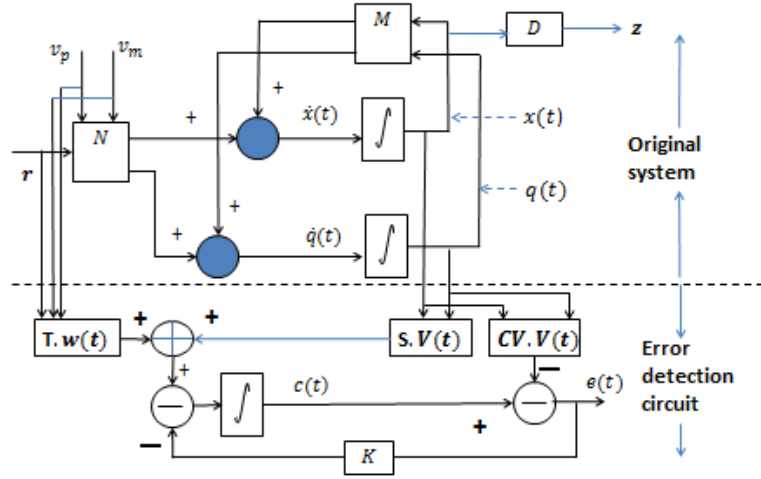 M
D
z
v_p
v_m
+
N
+
ẋ(t)
∫
x(t)
Original
system
r
+
q(t)
+
q̇(t)
∫
T.w(t)
+
+
S.V(t)
CV.V(t)
Error
detection
circuit
+
−
−
∫
c(t)
−
e(t)
+
−
K